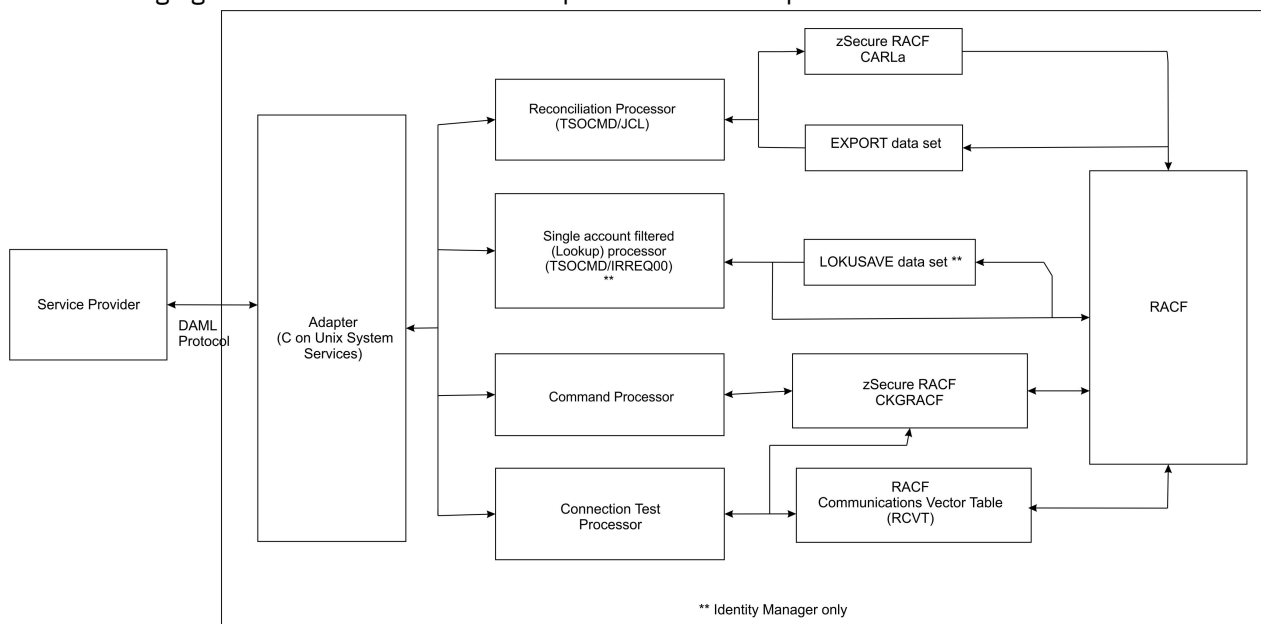 zSecure RACF
CARLa
Reconciliation Processor
(TSOCMD/JCL)
EXPORT data set
Single account filtered
(Lookup) processor
(TSOCMD/IRREQ00)
**
LOKUSAVE data set **
Service Provider
DAML
Protocol
Adapter
(C on Unix System
Services)
RACF
Command Processor
zSecure RACF
CKGRACF
Connection Test
Processor
RACF
Communications Vector Table
(RCVT)
** Identity Manager only